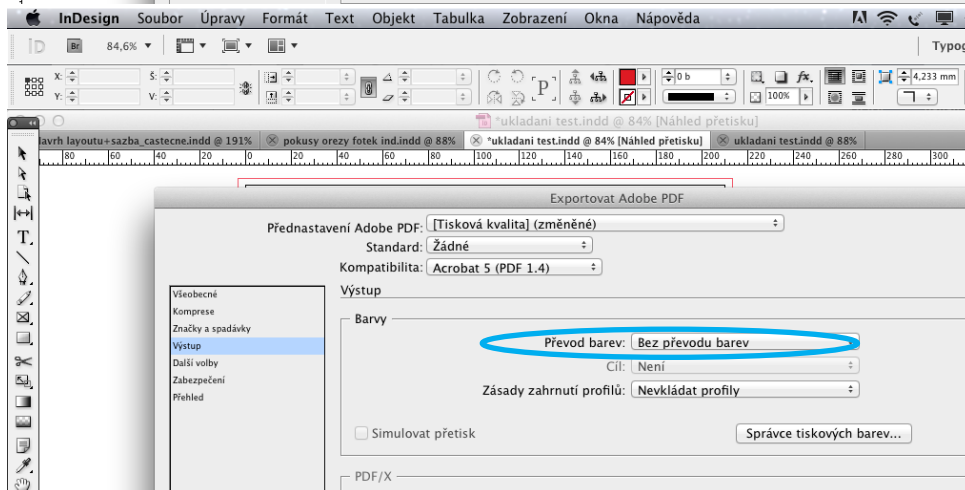 InDesign Soubor Úpravy Formát Text Objekt Tabulka Zobrazení Okna Nápověda
ID Br 84,6%
X: Š: 0 b fx. 4,233 mm
Y: V: P 100%
*ukladani test.indd @ 84% [Náhled přetisku]
lavrh layoutu+sazba_castecne.indd @ 191% pokusy orezy fotek ind.indd @ 88% *ukladani test.indd @ 84% [Náhled přetisku] ukladani test.indd @ 88%
80 60 40 20 0 20 40 60 80 100 120 140 160 180 200 220 240 260 280 300
Exportovat Adobe PDF
Přednastavení Adobe PDF: [Tisková kvalita] (změněné)
Standard: Žádné
Kompatibilita: Acrobat 5 (PDF 1.4)
Všeobecné
Komprese
Značky a spadávky
Výstup
Další volby
Zabezpečení
Přehled
Výstup
Barvy
Převod barev: Bez převodu barev
Cíl: Není
Zásady zahrnutí profilů: Nevkládat profily
Simulovat přetisk Správce tiskových barev...
PDF/X